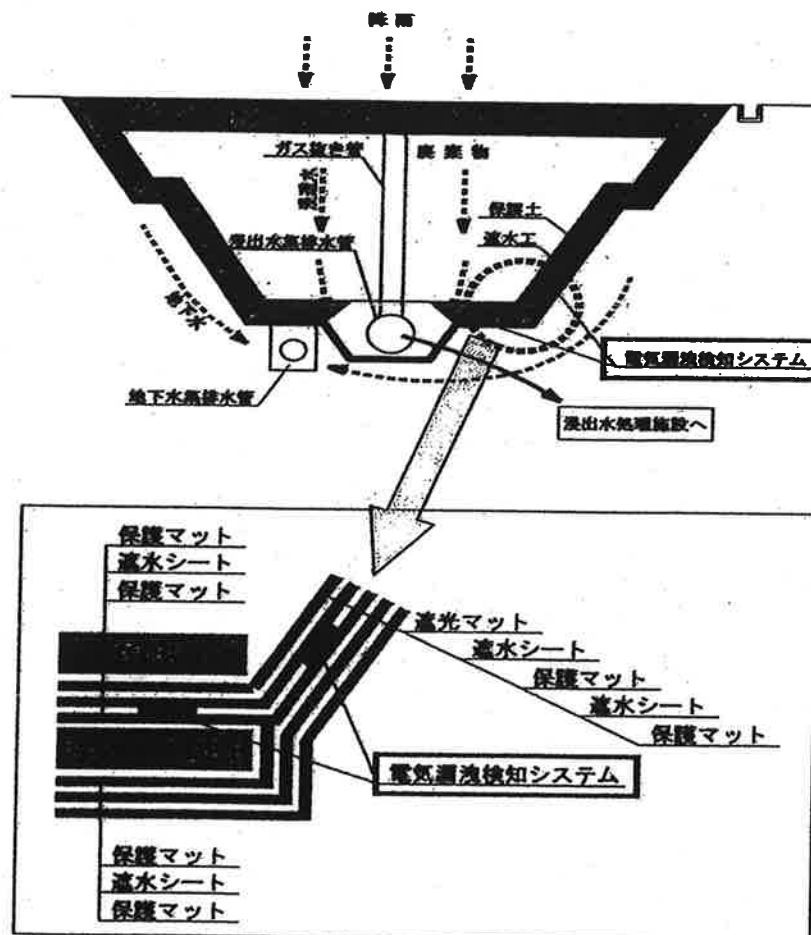 降雨
ガス抜き管
廃棄物
浸透水
保護土
遮水工
浸出水集排水管
地下水
電気漏洩検知システム
地下水集排水管
浸出水処理施設へ
保護マット
遮水シート
保護マット
遮光マット
遮水シート
保護マット
遮水シート
保護マット
電気漏洩検知システム
保護マット
遮水シート
保護マット